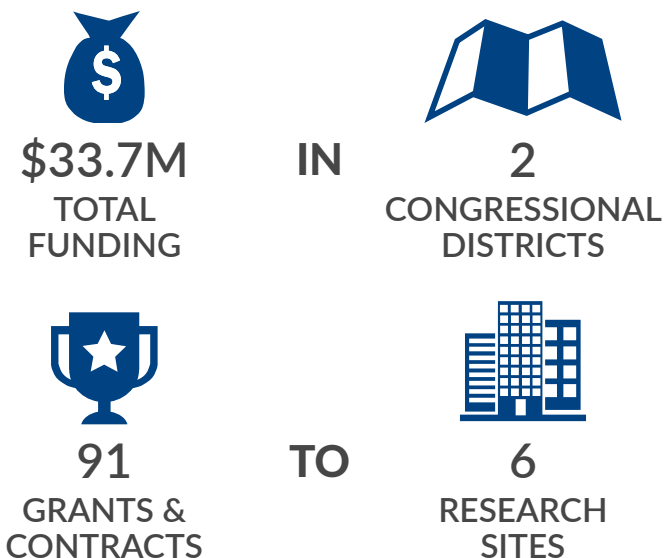 $
$33.7M IN 2
TOTAL CONGRESSIONAL
FUNDING DISTRICTS
91 TO 6
GRANTS & RESEARCH
CONTRACTS SITES